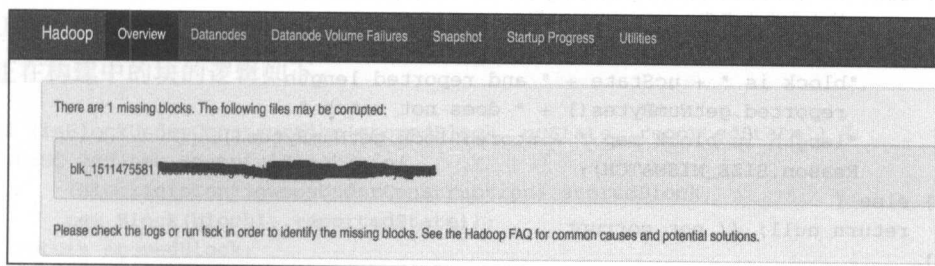 Hadoop Overview Datanodes Datanode Volume Failures Snapshot Startup Progress Utilities
There are 1 missing blocks. The following files may be corrupted:
blk_1511475581
Please check the logs or run fsck in order to identify the missing blocks. See the Hadoop FAQ for common causes and potential solutions.